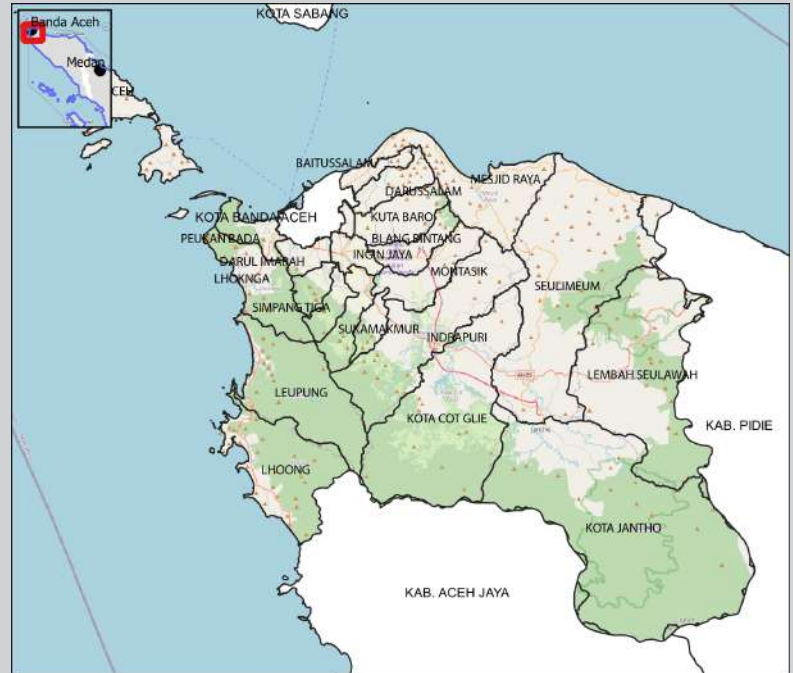 KOTA SABANG
Banda Aceh
Medan
CEH
BAITUSSALAM
MESJID RAYA
DARUSSALAM
KOTA BANDA ACEH
KUTA BARO
PEUKAN BADA
BLANG BINTANG
DARUL IMARAH
INGIN JAYA
LHOKNGA
MONTASIK
SEULIMEUM
SIMPANG TIGA
SUKAMAKMUR
INDRAPURI
LEMBAH SEULAWAH
LEUPUNG
KOTA COT GLIE
KAB. PIDIE
LHOONG
KOTA JANTHO
KAB. ACEH JAYA